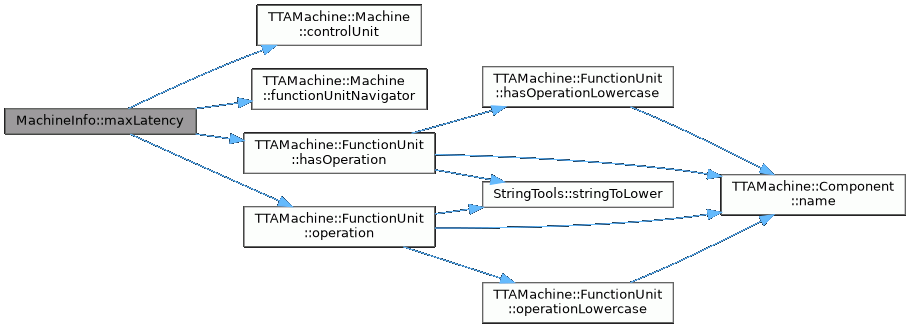 MachineInfo::maxLatency
TTAMachine::Machine
::controlUnit
TTAMachine::Machine
::functionUnitNavigator
TTAMachine::FunctionUnit
::hasOperation
TTAMachine::FunctionUnit
::operation
TTAMachine::FunctionUnit
::hasOperationLowercase
StringTools::stringToLower
TTAMachine::FunctionUnit
::operationLowercase
TTAMachine::Component
::name